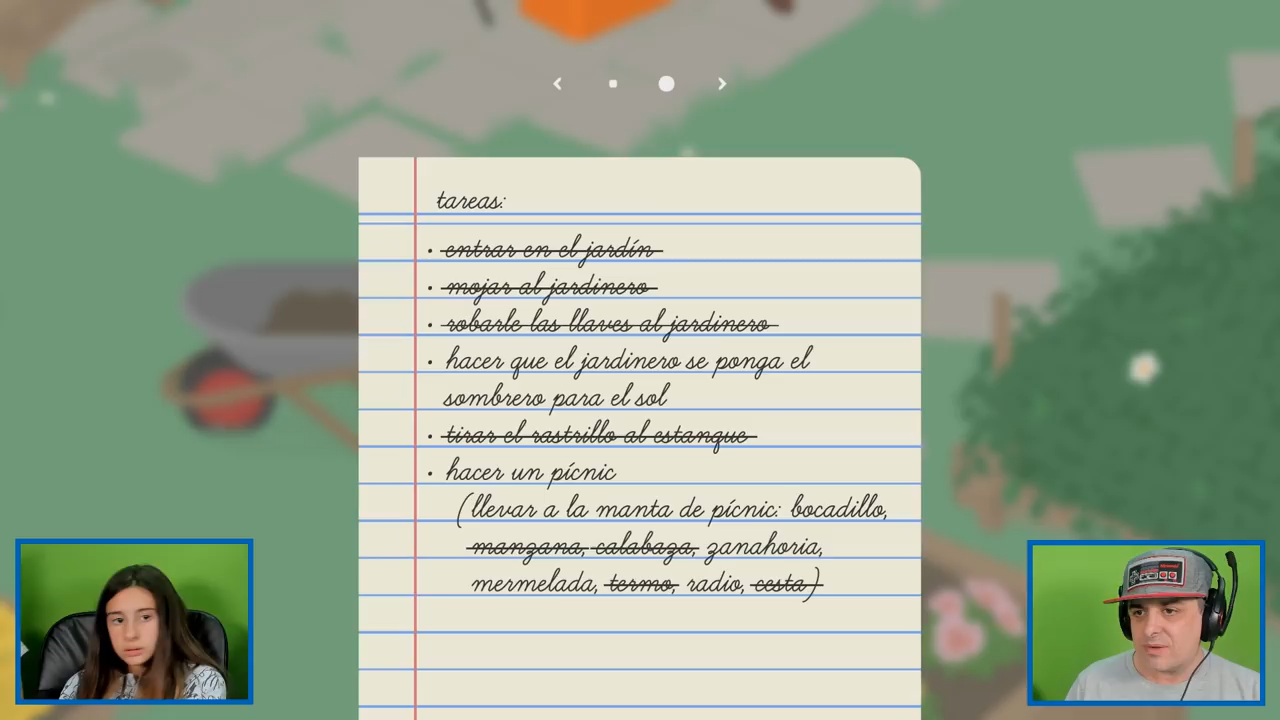 tareas:
• entrar en el jardín
• mojar al jardinero
• robarle las llaves al jardinero
• hacer que el jardinero se ponga el
sombrero para el sol
• tirar el rastrillo al estanque
• hacer un pícnic
(llevar a la manta de pícnic: bocadillo,
manzana, calabaza, zanahoria,
mermelada, termo, radio, cesta)